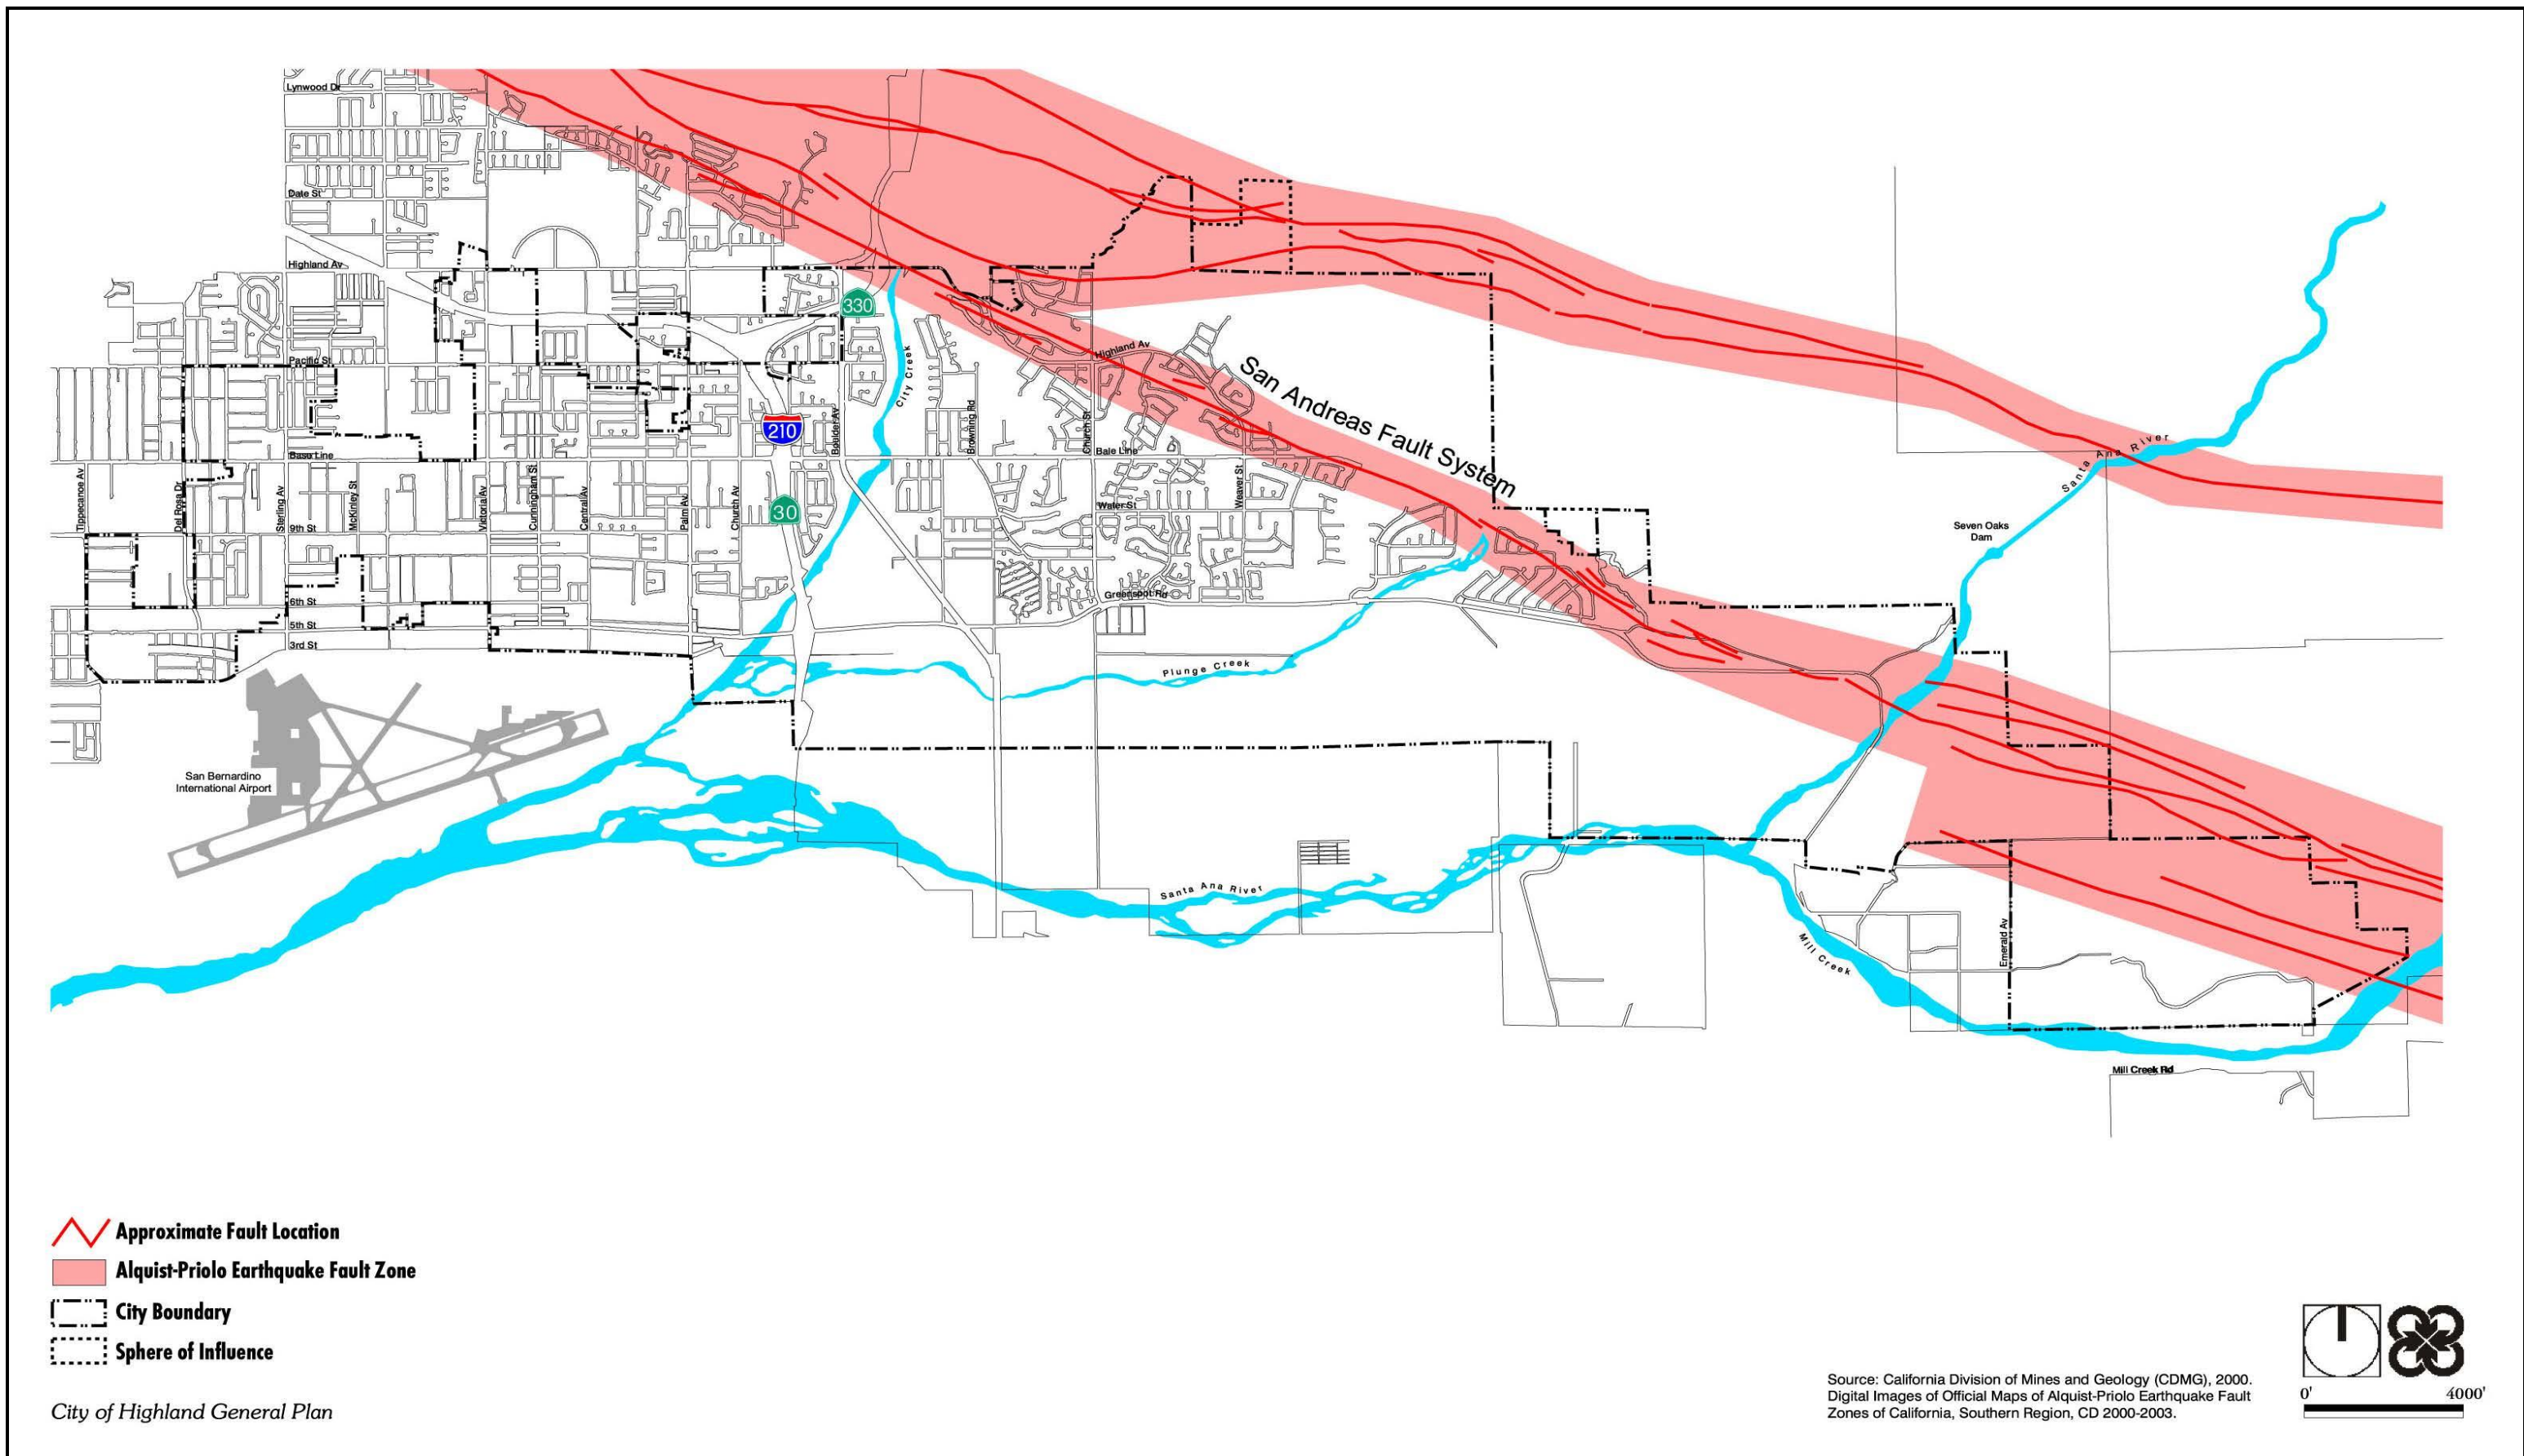 Lynwood Dr
Date St
Highland Av
330
Pacific St
City Creek
Highland Av
San Andreas Fault System
210
Boulder Av
Browning Rd
Church St
Base Line
Bale Line
Santa Ana River
Tippecanoe Av
Del Rosa Dr
Sterling Av
McKinley St
Victoria Av
Cunningham St
Central Av
Palm Av
Church Av
30
Weaver St
Water St
9th St
Seven Oaks
Dam
6th St
Greenspot Rd
5th St
3rd St
Plunge Creek
San Bernardino
International Airport
Santa Ana River
Mill Creek
Emerald Av
Mill Creek Rd
Approximate Fault Location
Alquist-Priolo Earthquake Fault Zone
City Boundary
Sphere of Influence
City of Highland General Plan
Source: California Division of Mines and Geology (CDMG), 2000.
Digital Images of Official Maps of Alquist-Priolo Earthquake Fault
Zones of California, Southern Region, CD 2000-2003.
0' 4000'